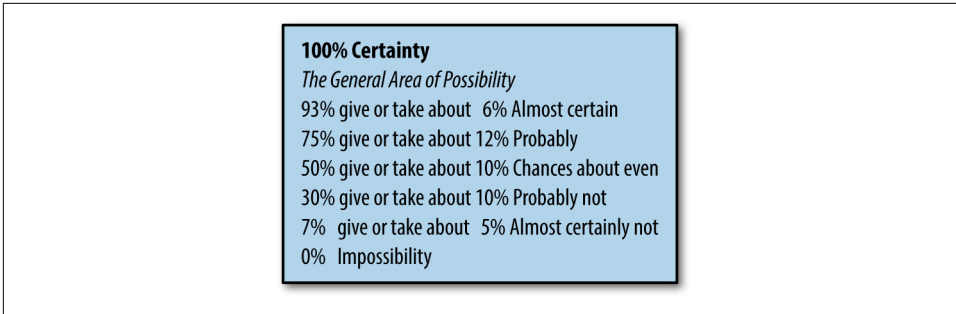 100% Certainty
The General Area of Possibility
93% give or take about 6% Almost certain
75% give or take about 12% Probably
50% give or take about 10% Chances about even
30% give or take about 10% Probably not
7% give or take about 5% Almost certainly not
0% Impossibility